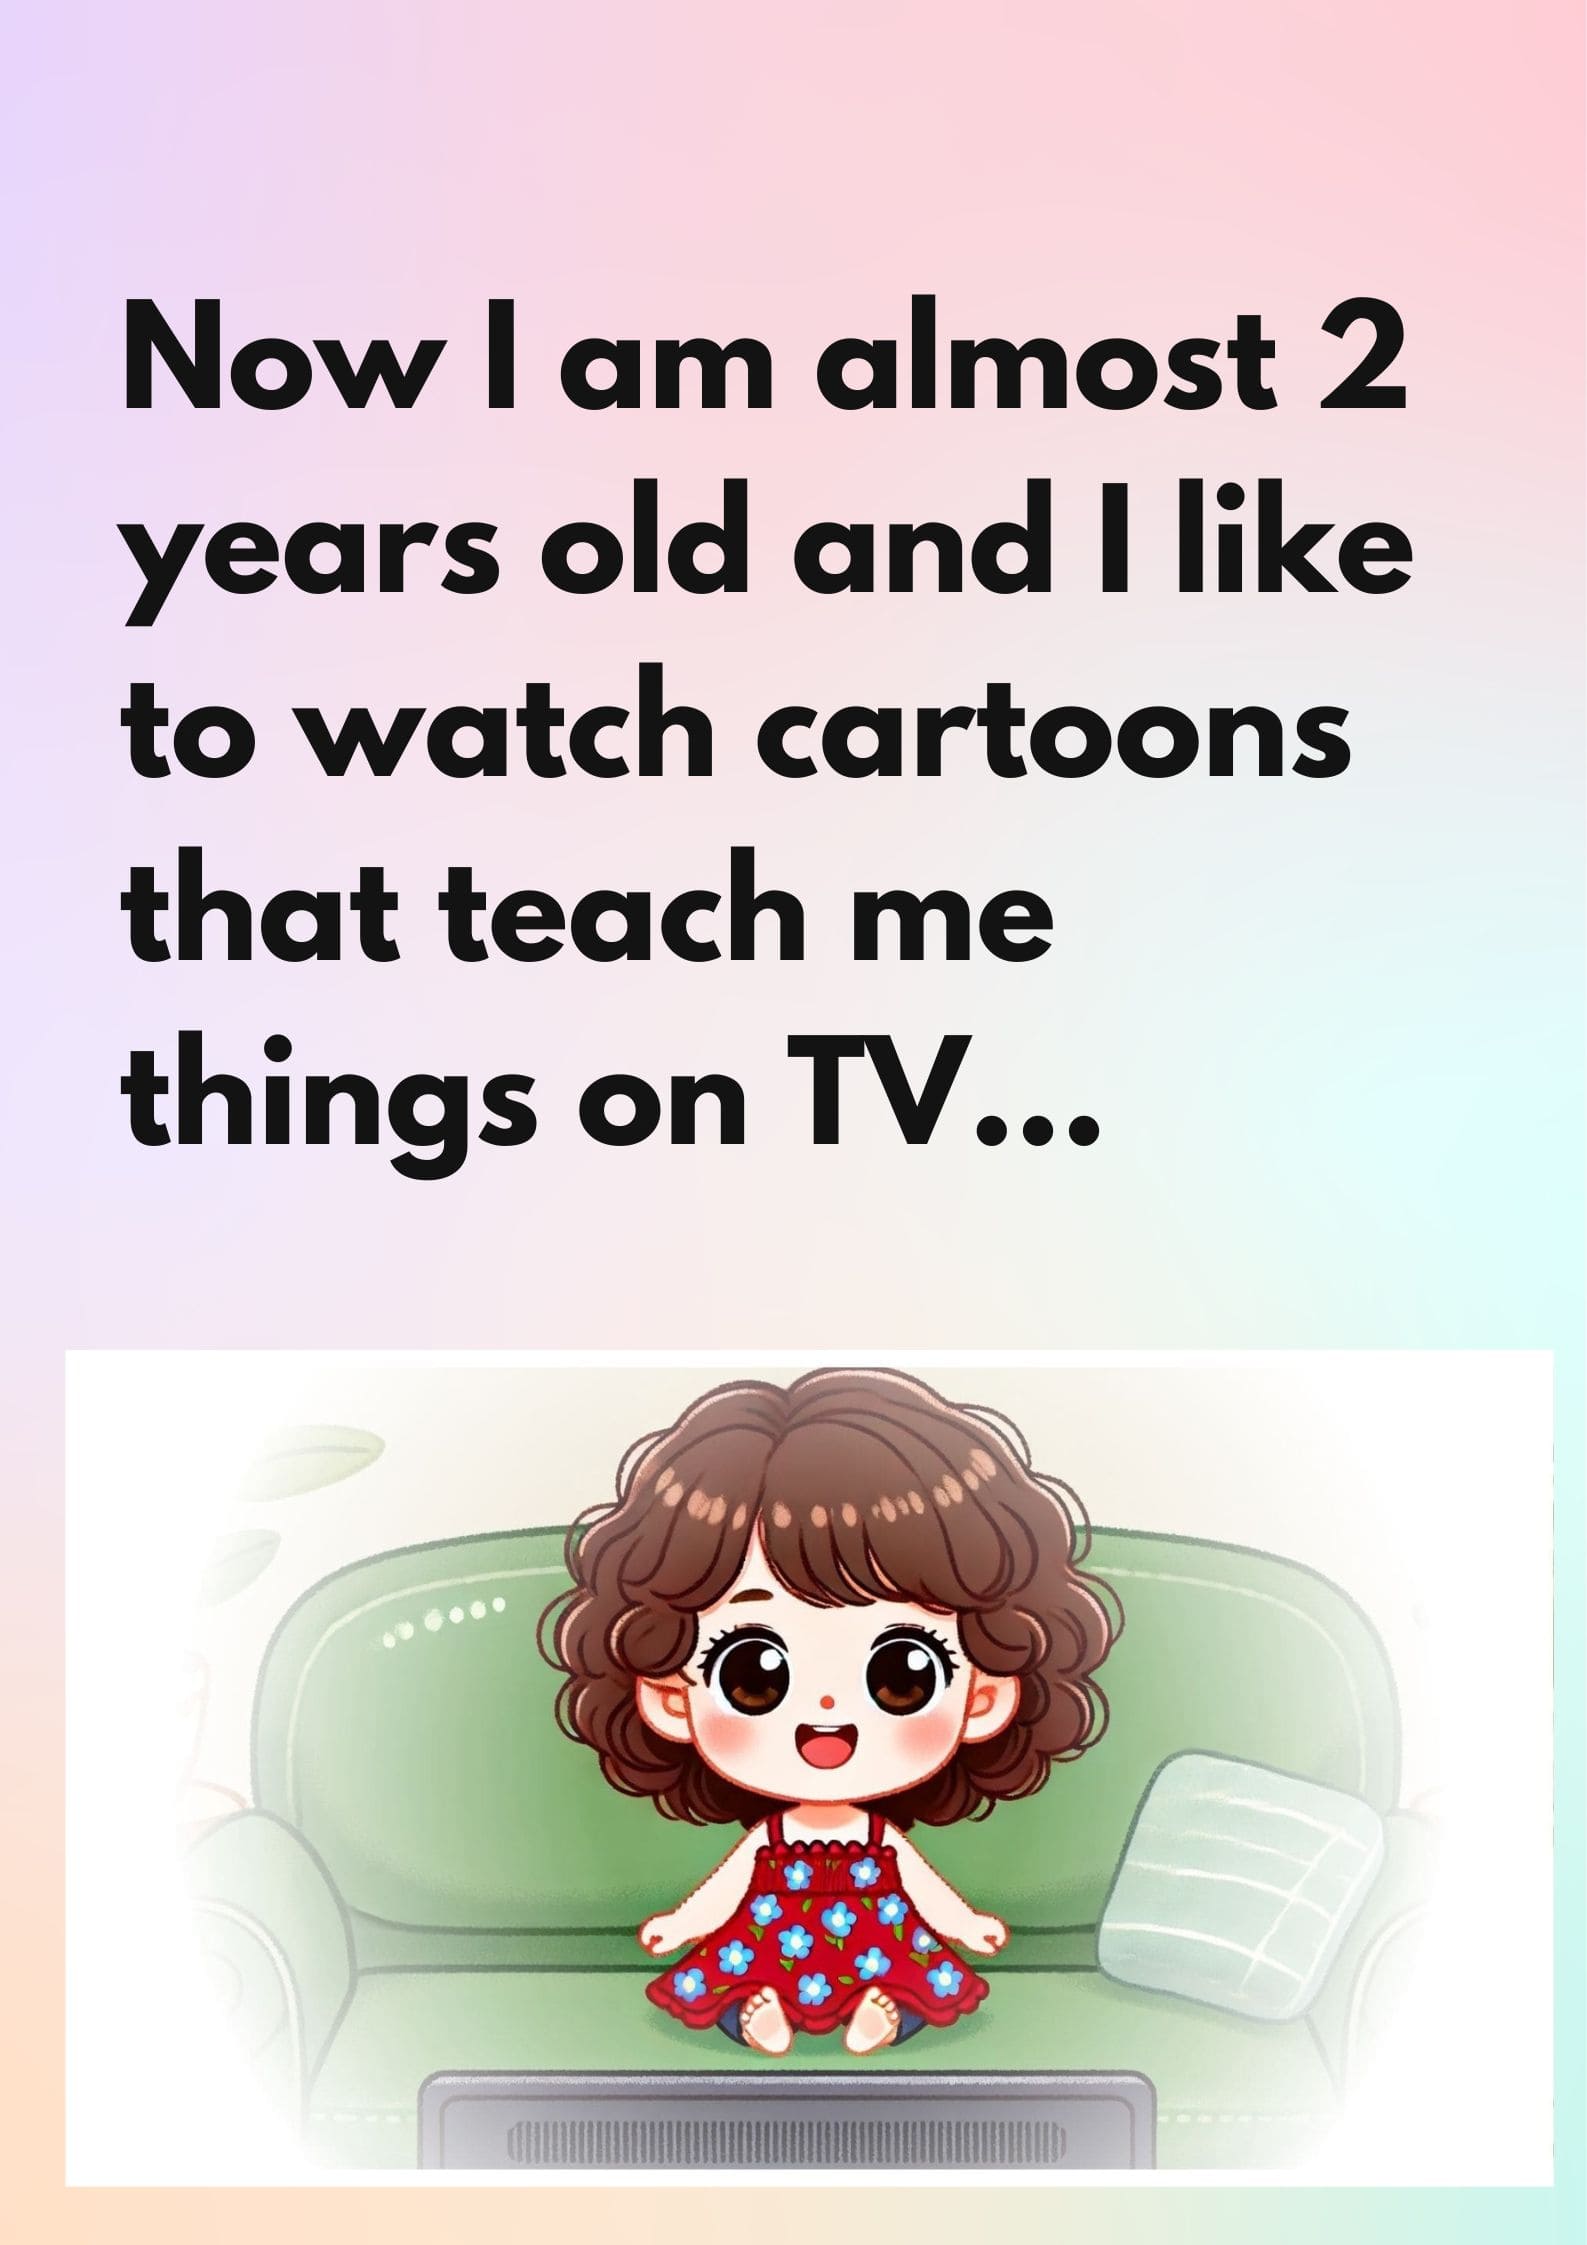 Now I am almost 2
years old and I like
to watch cartoons
that teach me
things on TV...